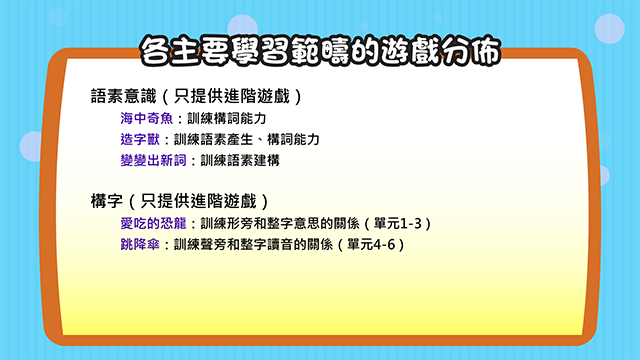 各主要學習範疇的遊戲分佈
語素意識（只提供進階遊戲）
海中奇魚：訓練構詞能力
造字獸：訓練語素產生、構詞能力
變變出新詞：訓練語素建構
構字（只提供進階遊戲）
愛吃的恐龍：訓練形旁和整字意思的關係（單元1-3）
跳降傘：訓練聲旁和整字讀音的關係（單元4-6）